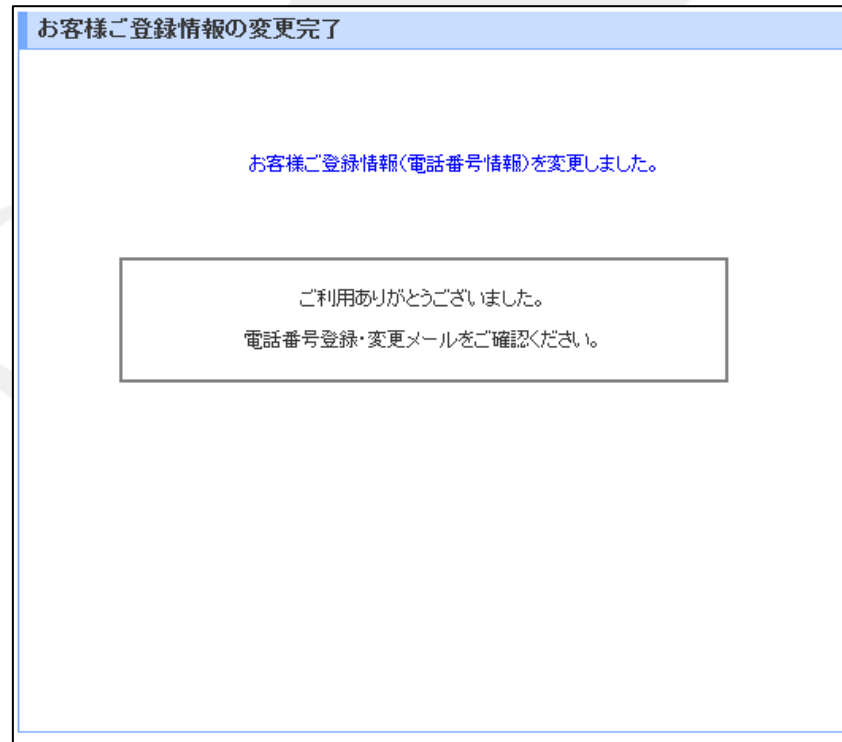 お客様ご登録情報の変更完了
お客様ご登録情報(電話番号情報)を変更しました。
ご利用ありがとうございました。
電話番号登録・変更メールをご確認ください。